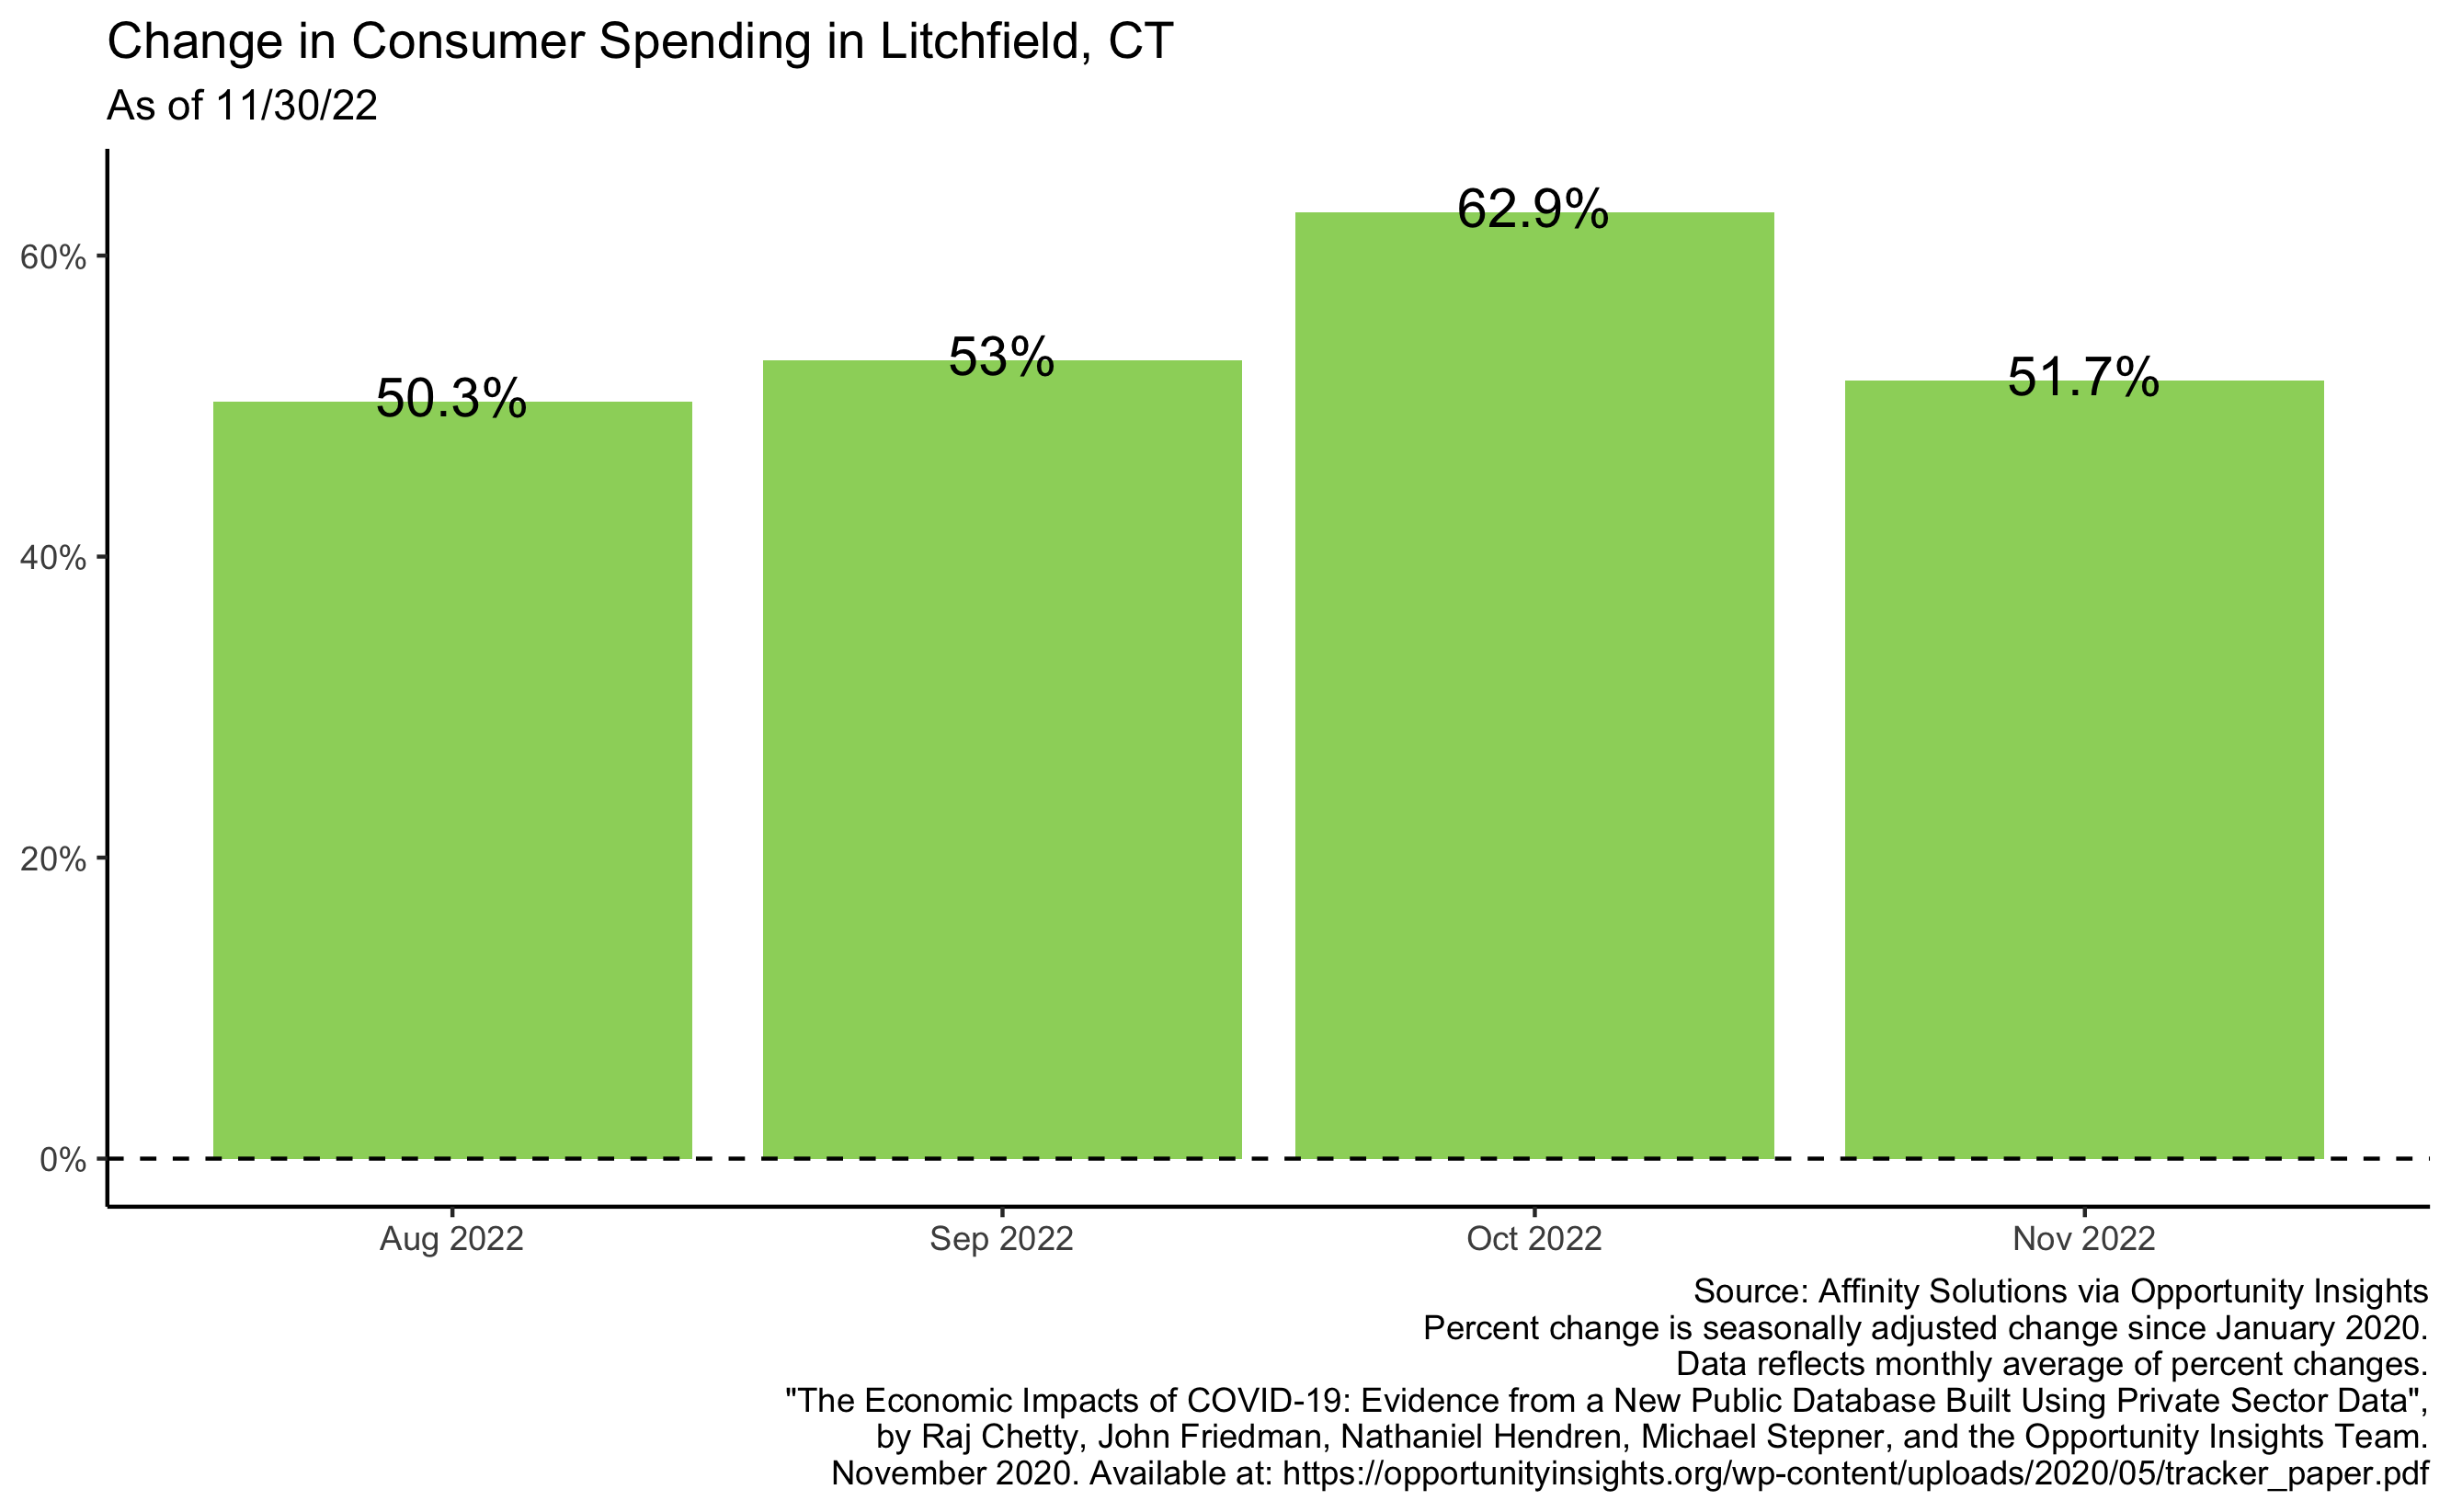 Change in Consumer Spending in Litchfield, CT
As of 11/30/22
62.9%
60%
53%
51.7%
50.3%
40%
20%
0%
Aug 2022 Sep 2022 Oct 2022 Nov 2022
Source: Affinity Solutions via Opportunity Insights
Percent change is seasonally adjusted change since January 2020.
Data reflects monthly average of percent changes.
"The Economic Impacts of COVID-19: Evidence from a New Public Database Built Using Private Sector Data",
by Raj Chetty, John Friedman, Nathaniel Hendren, Michael Stepner, and the Opportunity Insights Team.
November 2020. Available at: https://opportunityinsights.org/wp-content/uploads/2020/05/tracker_paper.pdf